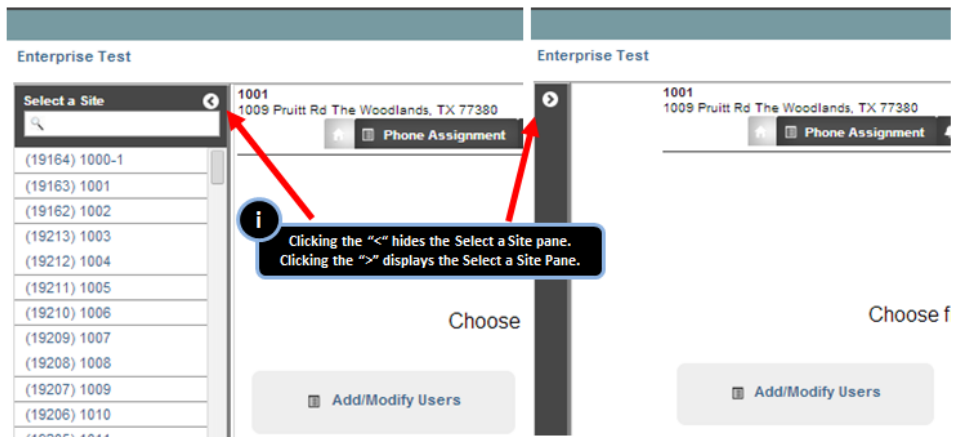 Enterprise Test
Select a Site
(19164) 1000-1
(19163) 1001
(19162) 1002
(19213) 1003
(19212) 1004
(19211) 1005
(19210) 1006
(19209) 1007
(19208) 1008
(19207) 1009
(19206) 1010
1001
1009 Pruitt Rd The Woodlands, TX 77380
Phone Assignment
Choose
Add/Modify Users
i
Clicking the "<" hides the Select a Site pane.
Clicking the ">" displays the Select a Site Pane.
Enterprise Test
1001
1009 Pruitt Rd The Woodlands, TX 77380
Phone Assignment
Choose f
Add/Modify Users